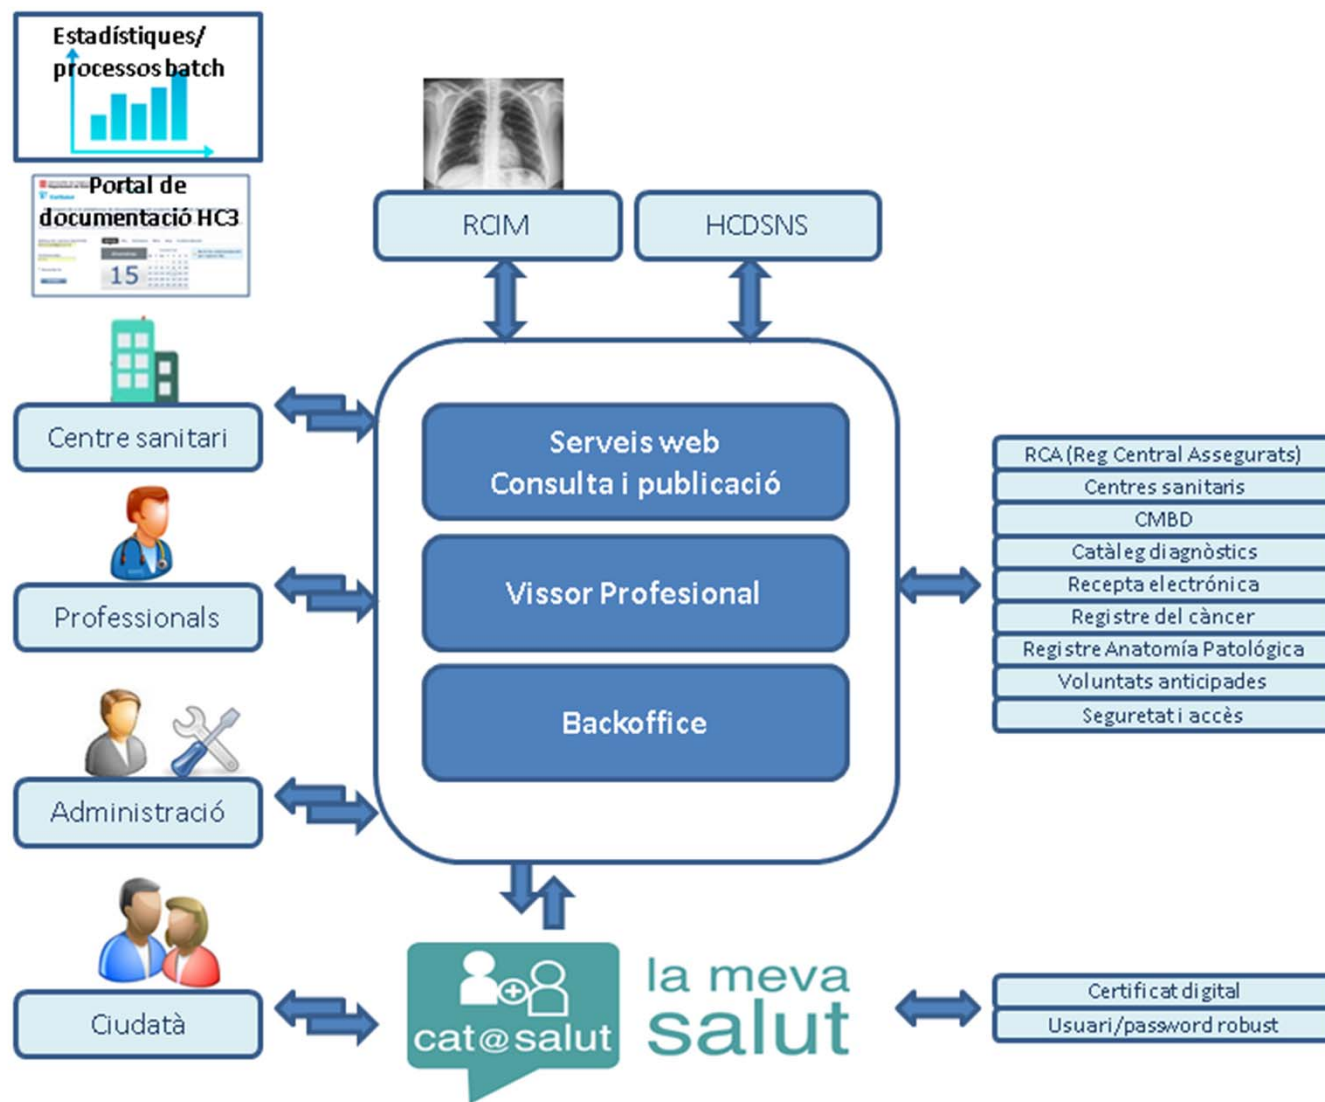 Estadístiques/
processos batch
Portal de
documentació HC3
15
RCIM
HCDSNS
Centre sanitari
Professionals
Administració
Ciudatà
Serveis web
Consulta i publicació
Vissor Profesional
Backoffice
RCA (Reg Central Assegurats)
Centres sanitaris
CMBD
Catàleg diagnòstics
Recepta electrónica
Registre del càncer
Registre Anatomía Patológica
Voluntats anticipades
Seguretat i accès
cat@salut
la meva
salut
Certificat digital
Usuari/password robust